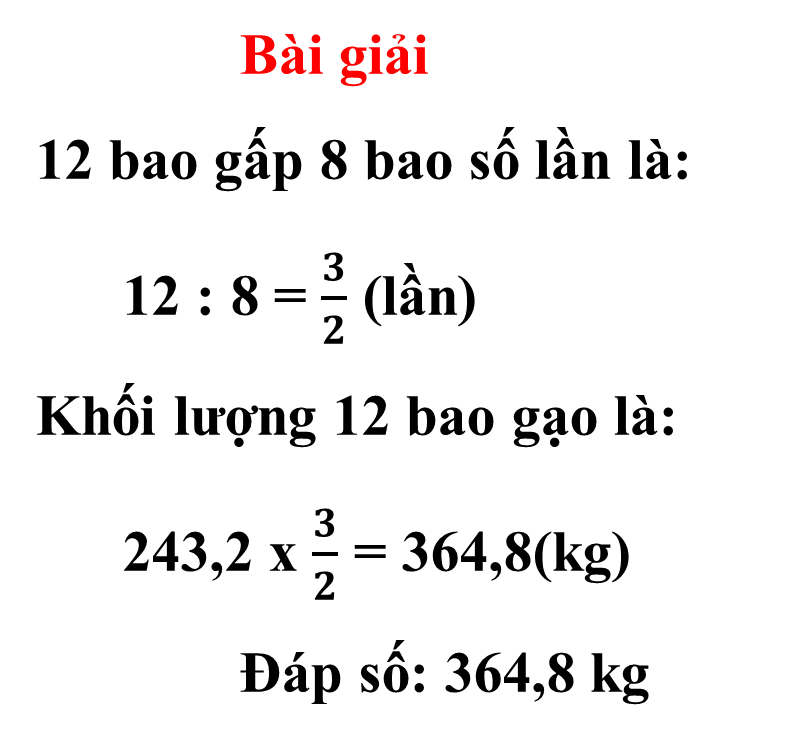 Bài giải
12 bao gấp 8 bao số lần là:
12 : 8 = 3/2 (lần)
Khối lượng 12 bao gạo là:
243,2 x 3/2 = 364,8(kg)
Đáp số: 364,8 kg